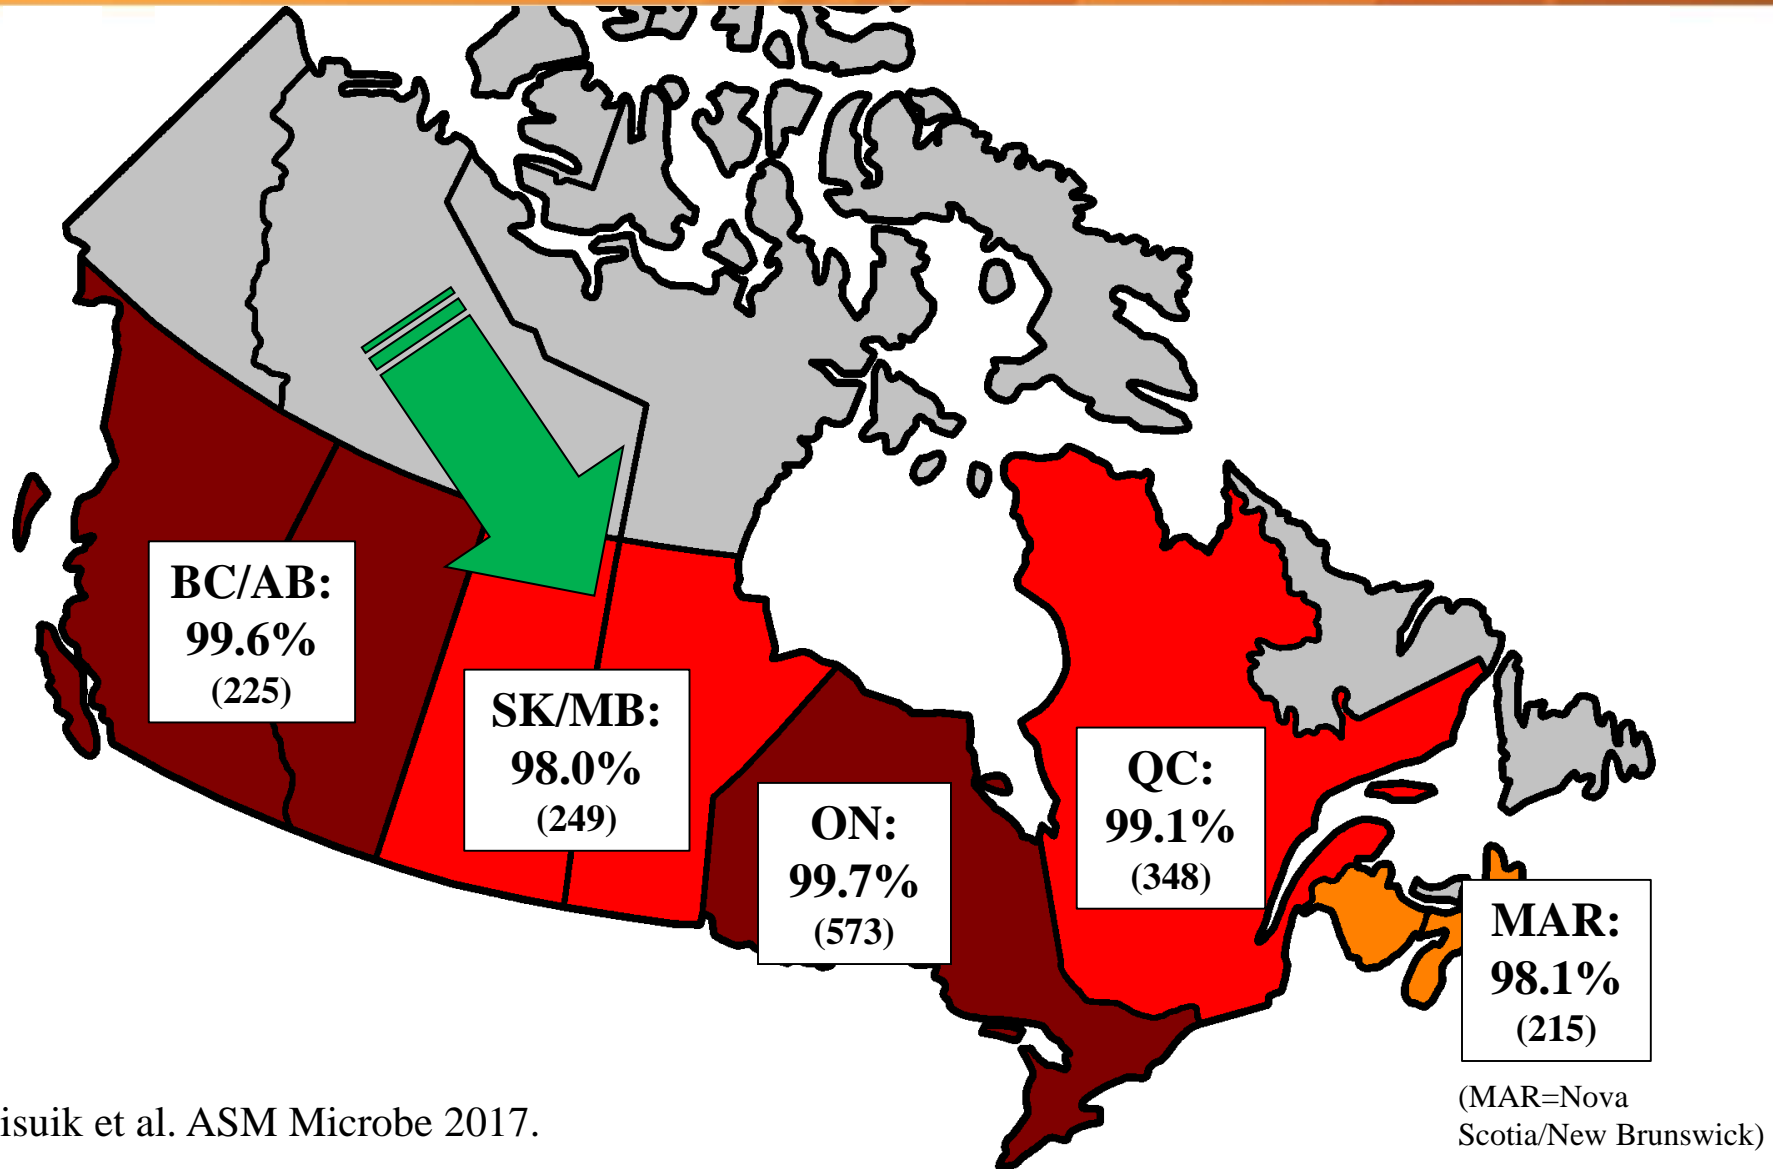 BC/AB:
99.6%
(225)
SK/MB:
98.0%
(249)
ON:
99.7%
(573)
QC:
99.1%
(348)
MAR:
98.1%
(215)
(MAR=Nova
Scotia/New Brunswick)
isuik et al. ASM Microbe 2017.